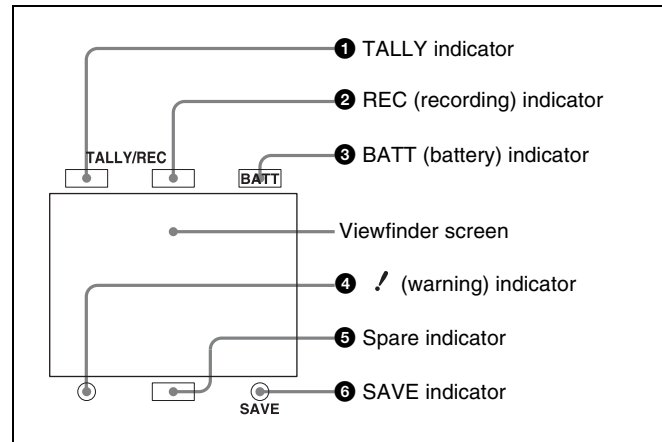 ❶ TALLY indicator
❷ REC (recording) indicator
TALLY/REC
❸ BATT (battery) indicator
BATT
Viewfinder screen
❹ ! (warning) indicator
❺ Spare indicator
❻ SAVE indicator
SAVE